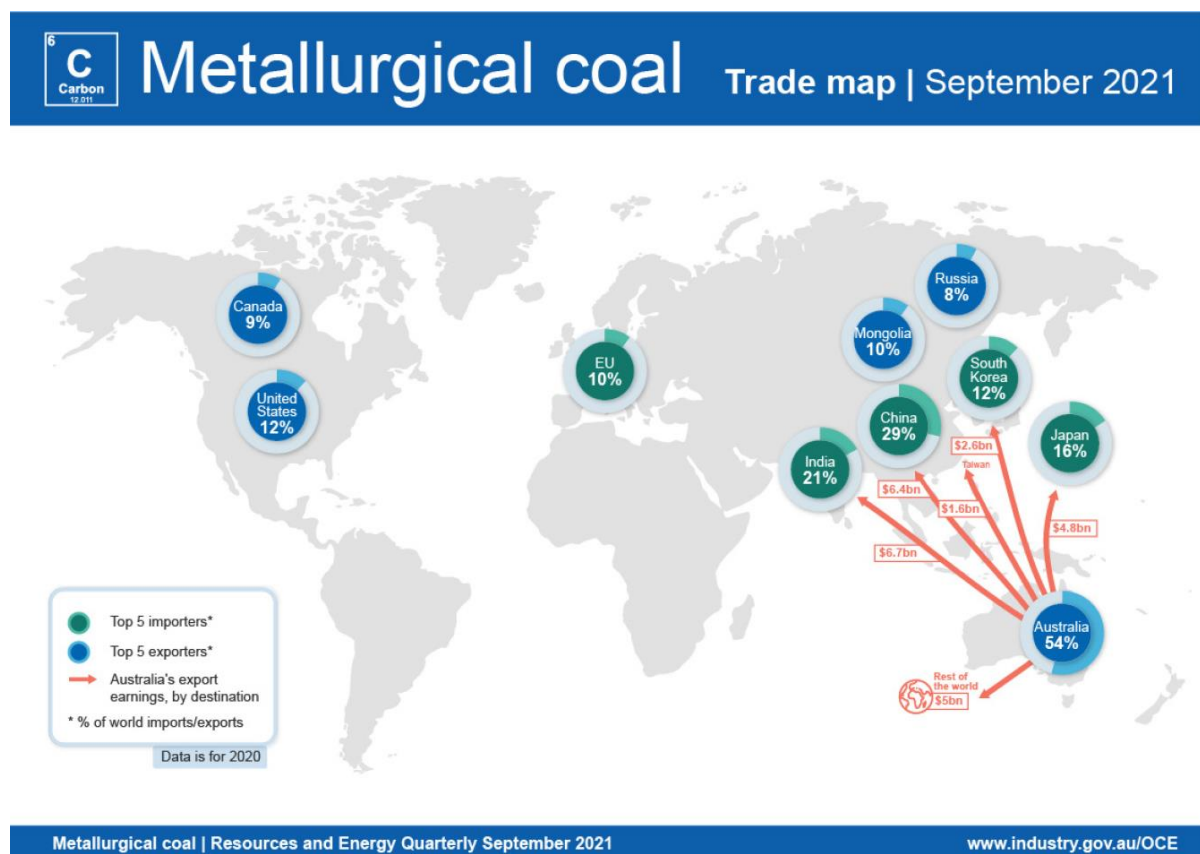 6
C
Carbon
12.011
Metallurgical coal
Trade map | September 2021
Canada
9%
United
States
12%
EU
10%
Russia
8%
Mongolia
10%
South
Korea
12%
China
29%
India
21%
Japan
16%
$2.6bn
Taiwan
$6.4bn
$1.6bn
$4.8bn
$6.7bn
Australia
54%
Rest of
the world
$5bn
Top 5 importers*
Top 5 exporters*
Australia's export
earnings, by destination
* % of world imports/exports
Data is for 2020
Metallurgical coal | Resources and Energy Quarterly September 2021
www.industry.gov.au/OCE